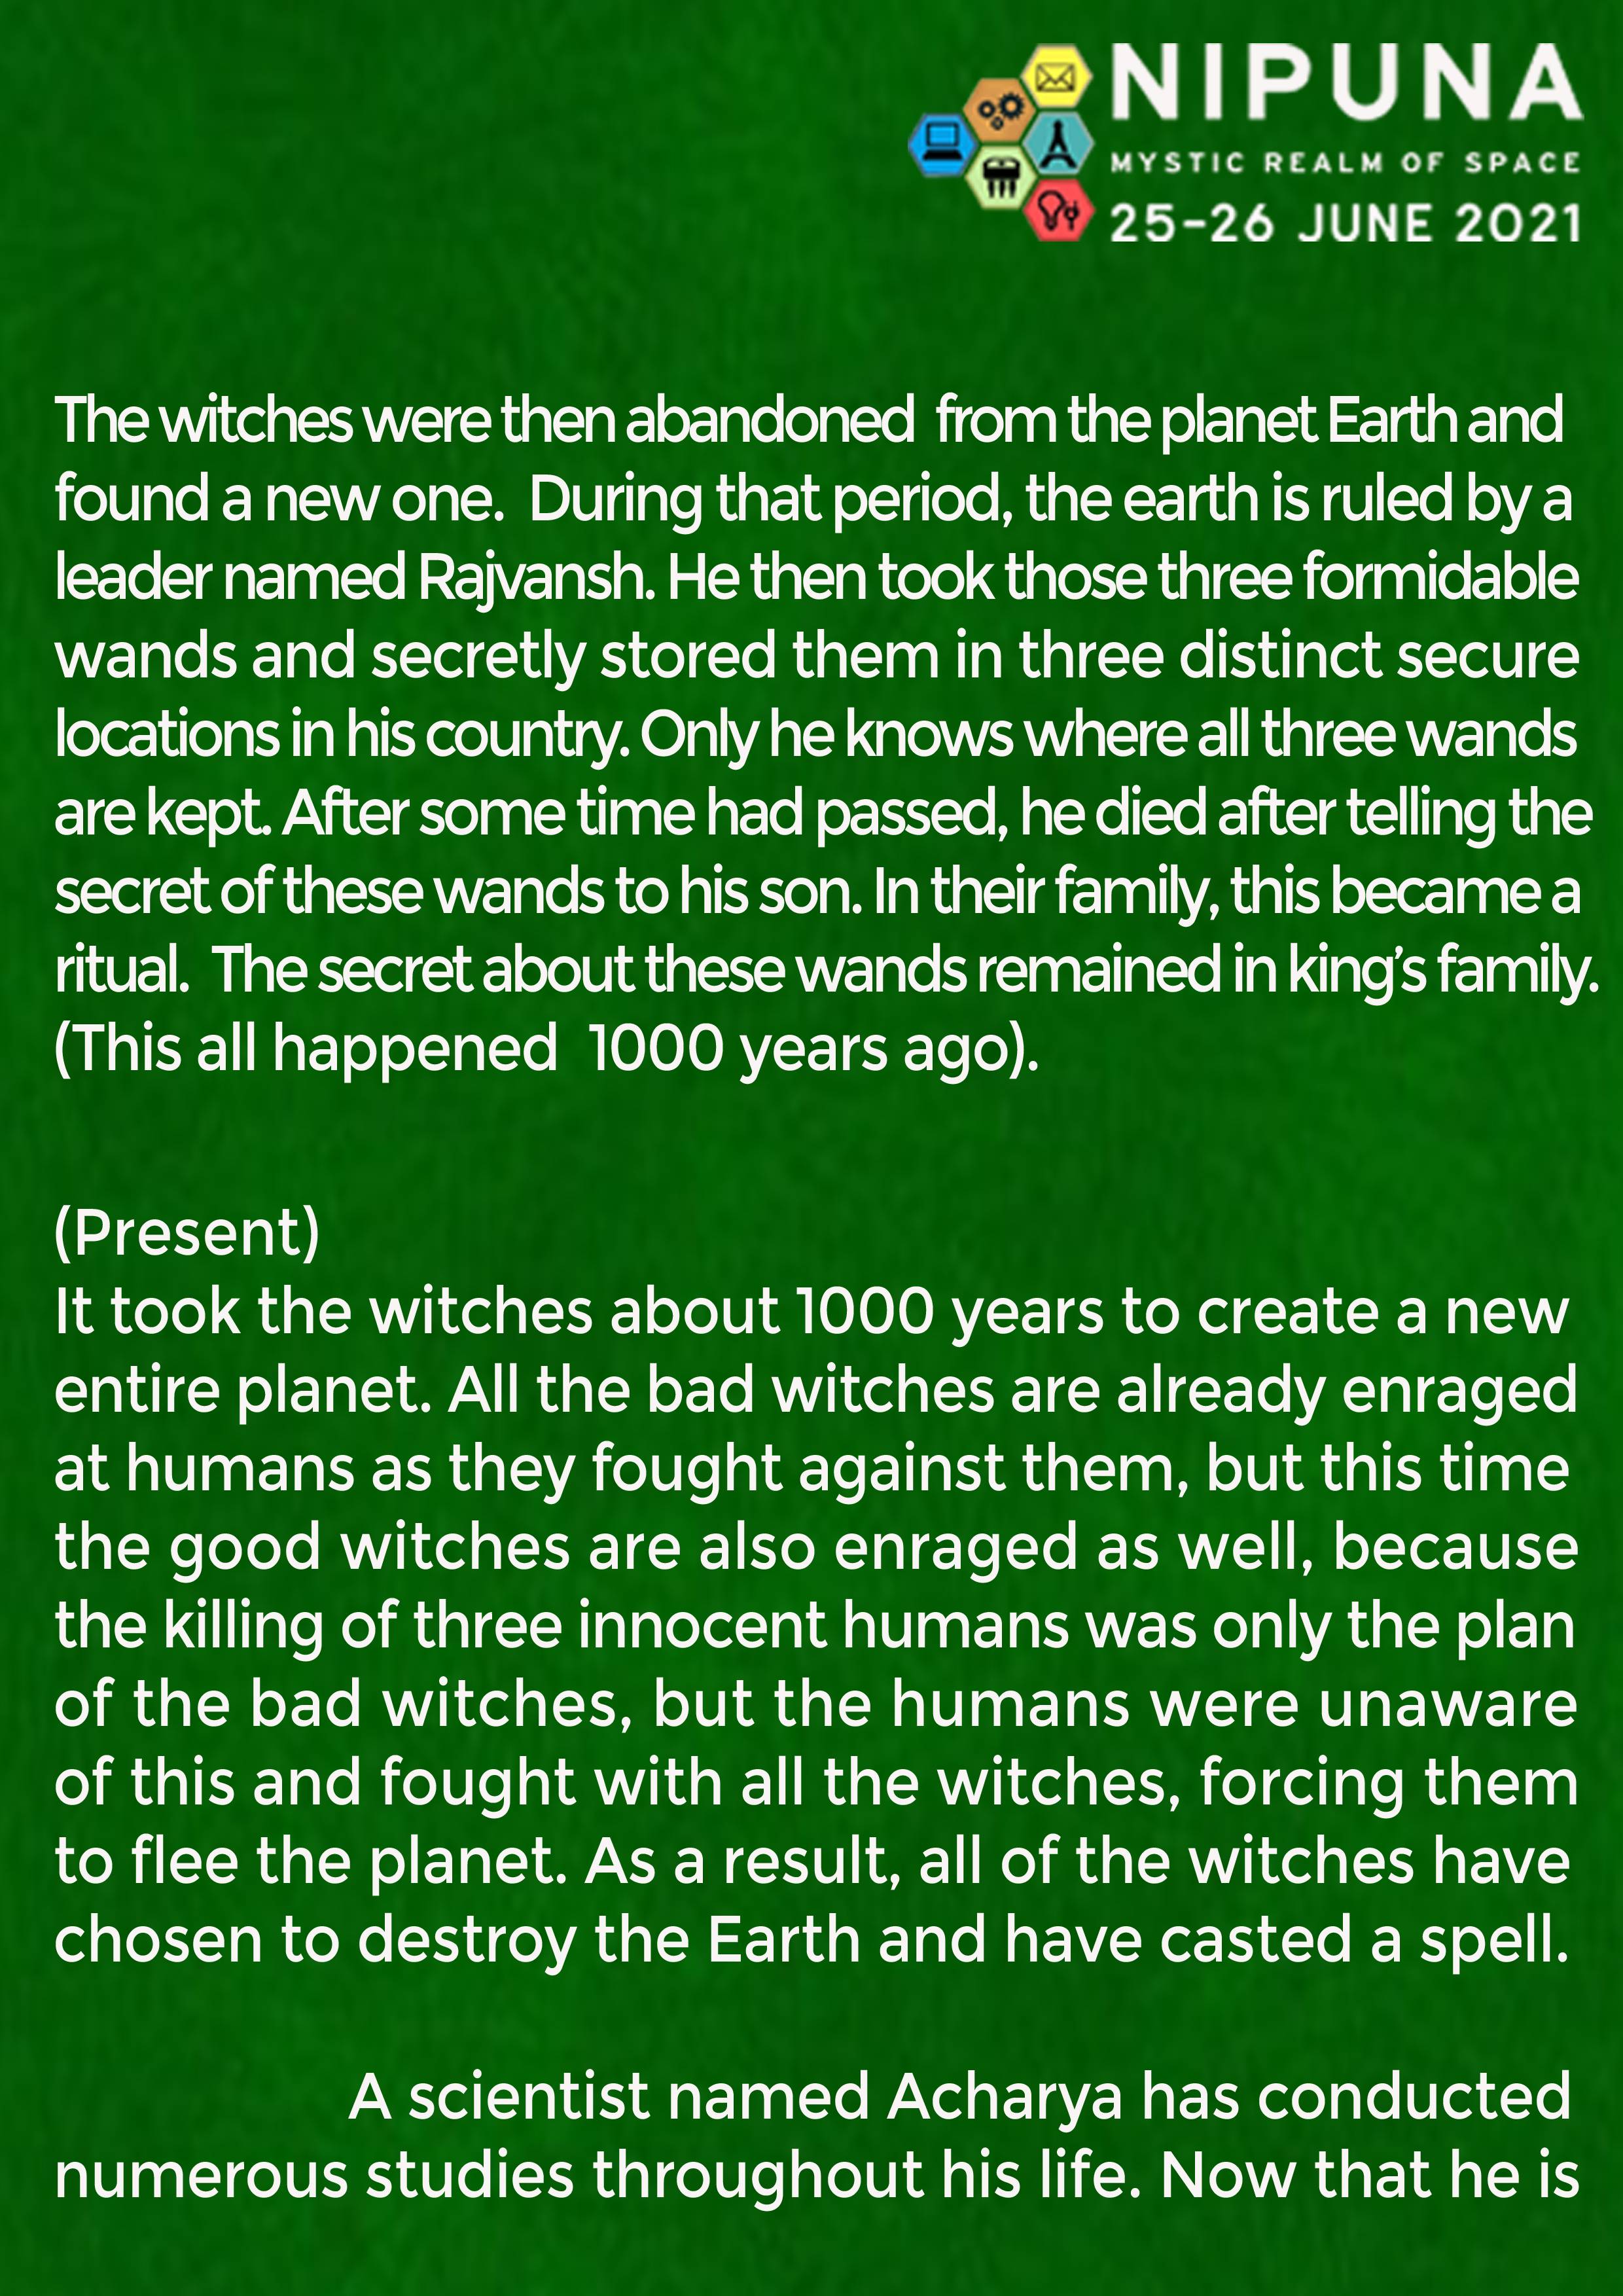 NIPUNA
MYSTIC REALM OF SPACE
25-26 JUNE 2021
The witches were then abandoned from the planet Earth and
found a new one. During that period, the earth is ruled by a
leader named Rajvansh. He then took those three formidable
wands and secretly stored them in three distinct secure
locations in his country. Only he knows where all three wands
are kept. After some time had passed, he died after telling the
secret of these wands to his son. In their family, this became a
ritual. The secret about these wands remained in king’s family.
(This all happened 1000 years ago).
(Present)
It took the witches about 1000 years to create a new
entire planet. All the bad witches are already enraged
at humans as they fought against them, but this time
the good witches are also enraged as well, because
the killing of three innocent humans was only the plan
of the bad witches, but the humans were unaware
of this and fought with all the witches, forcing them
to flee the planet. As a result, all of the witches have
chosen to destroy the Earth and have casted a spell.
A scientist named Acharya has conducted
numerous studies throughout his life. Now that he is